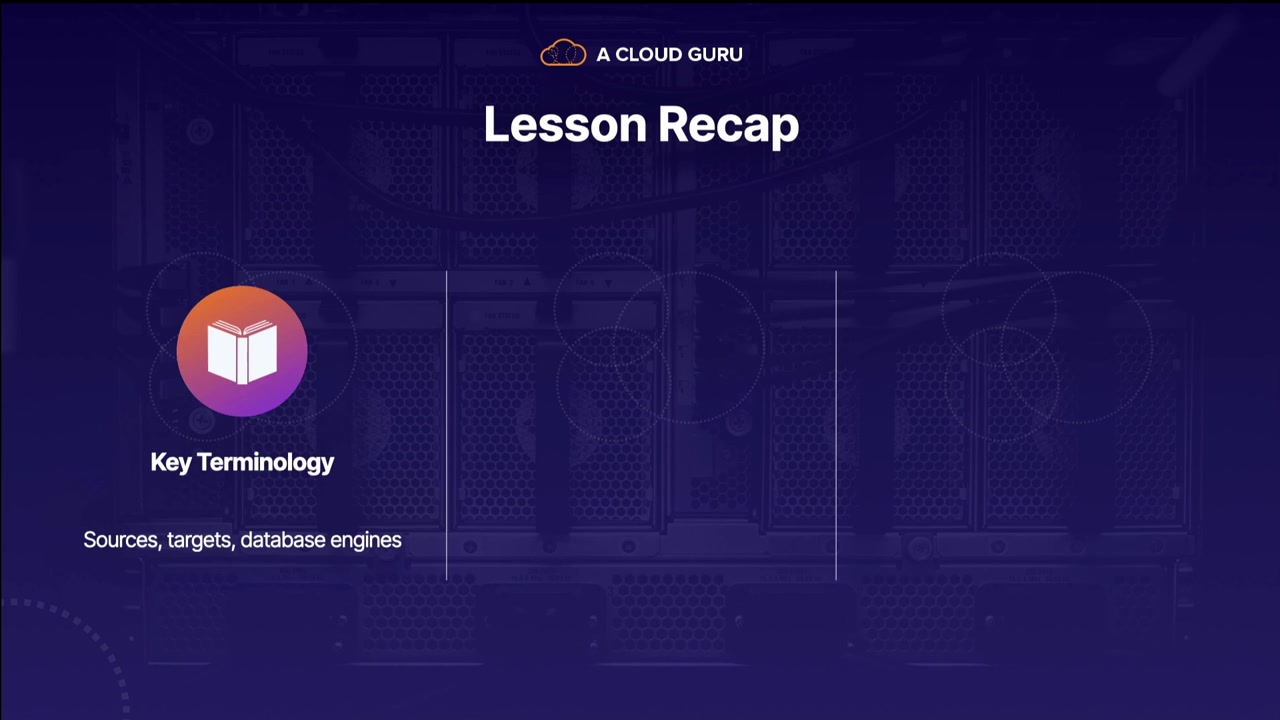 A CLOUD GURU
Lesson Recap
Key Terminology
Sources, targets, database engines